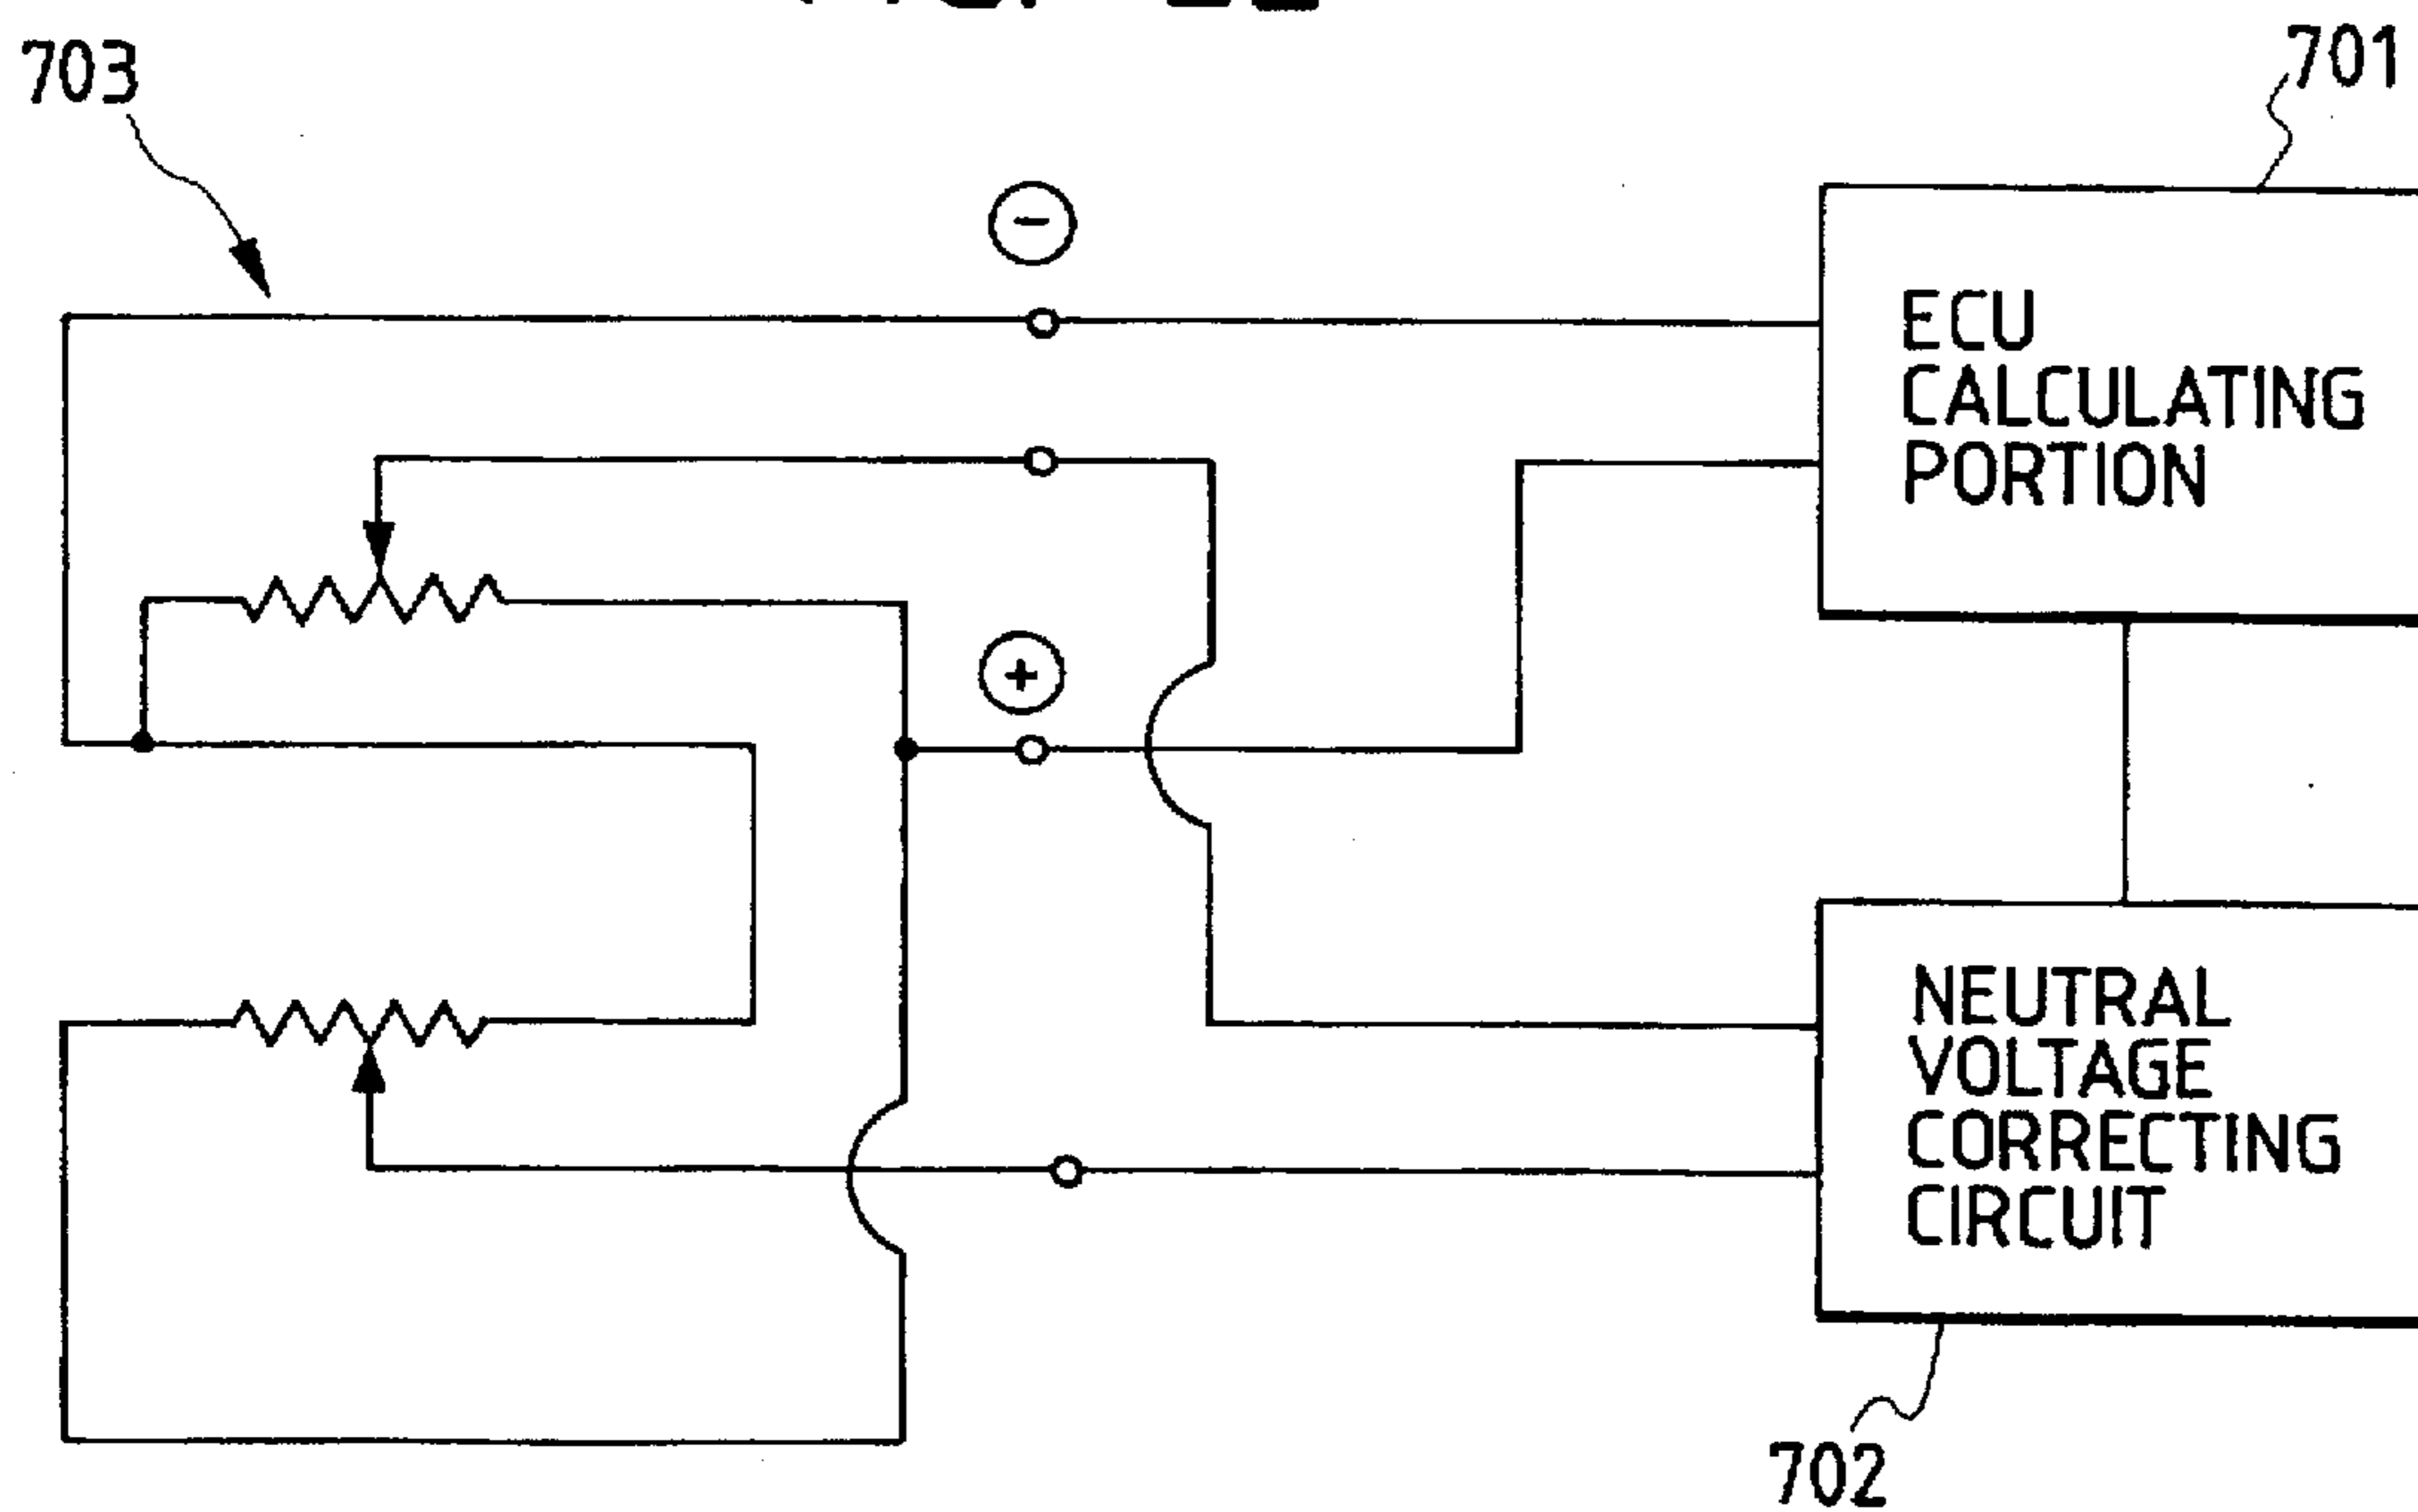 703
701
−
ECU
CALCULATING
PORTION
+
NEUTRAL
VOLTAGE
CORRECTING
CIRCUIT
702